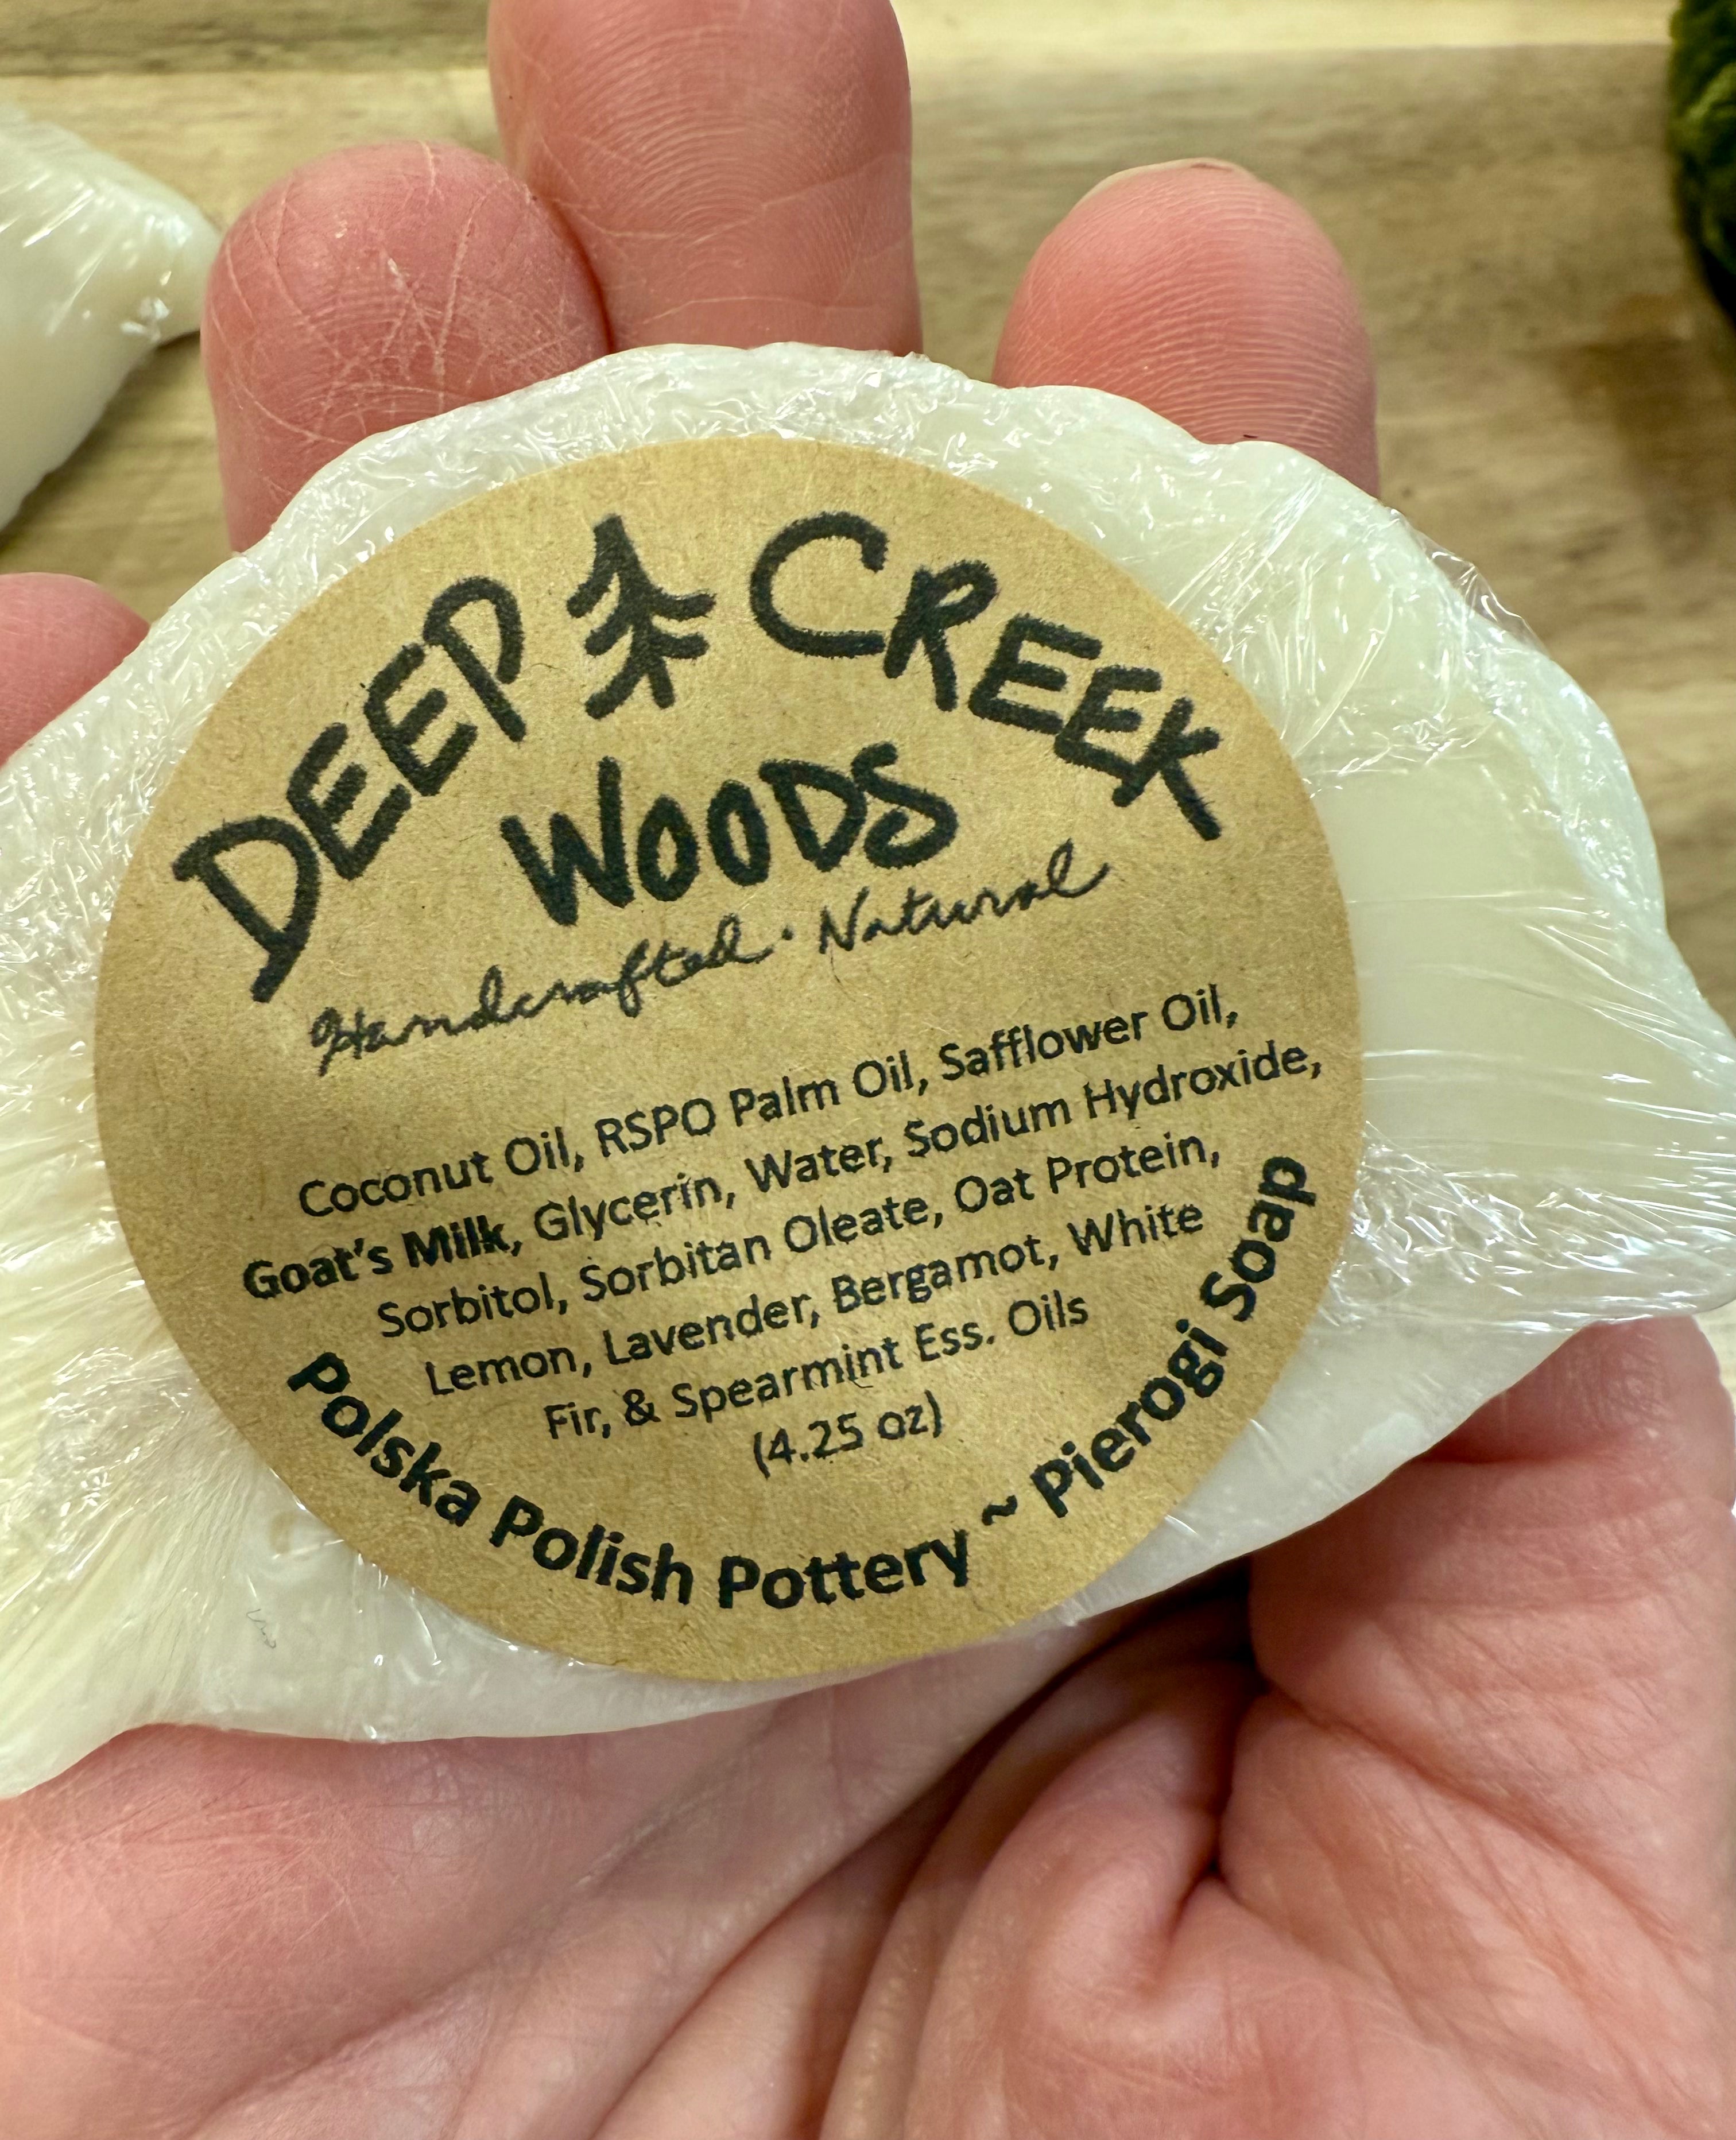 DEEP CREEK
WOODS
Handcrafted • Natural
Coconut Oil, RSPO Palm Oil, Safflower Oil,
Goat's Milk, Glycerin, Water, Sodium Hydroxide,
Sorbitol, Sorbitan Oleate, Oat Protein,
Lemon, Lavender, Bergamot, White
Fir, & Spearmint Ess. Oils
(4.25 oz)
Polska Polish Pottery ~ Pierogi Soap